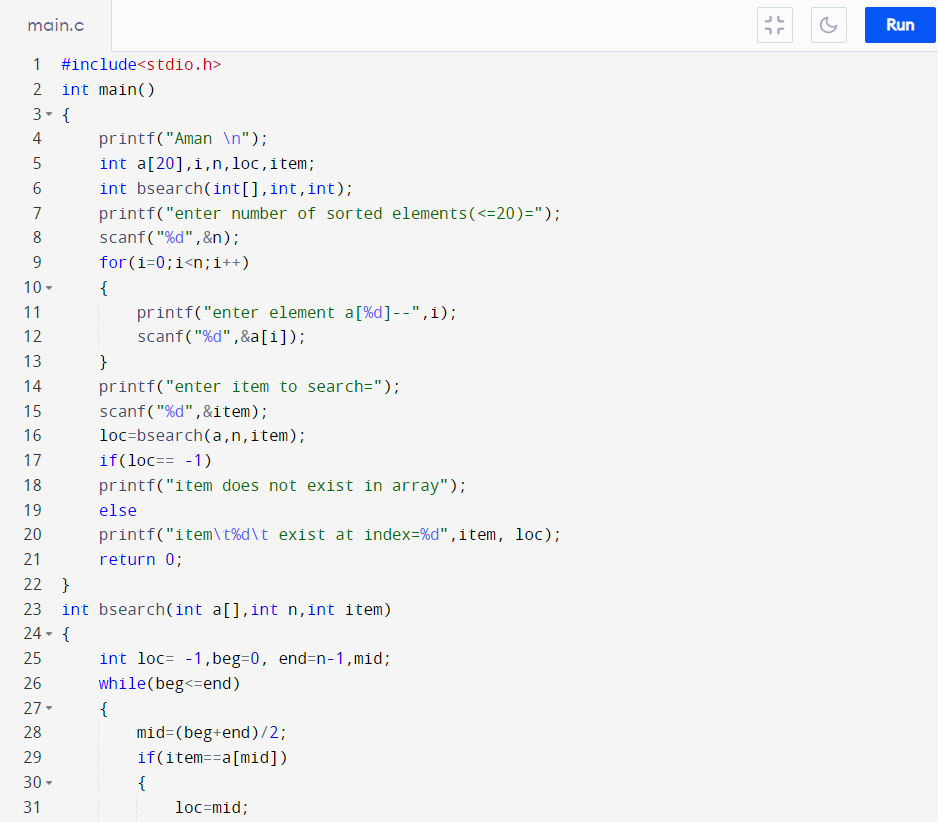 main.c
Run
1 #include<stdio.h>
2 int main()
3 {
4 printf("Aman \n");
5 int a[20],i,n,loc,item;
6 int bsearch(int[],int,int);
7 printf("enter number of sorted elements(<=20)=");
8 scanf("%d",&n);
9 for(i=0;i<n;i++)
10 {
11 printf("enter element a[%d]--",i);
12 scanf("%d",&a[i]);
13 }
14 printf("enter item to search=");
15 scanf("%d",&item);
16 loc=bsearch(a,n,item);
17 if(loc== -1)
18 printf("item does not exist in array");
19 else
20 printf("item\t%d\t exist at index=%d",item, loc);
21 return 0;
22 }
23 int bsearch(int a[],int n,int item)
24 {
25 int loc= -1,beg=0, end=n-1,mid;
26 while(beg<=end)
27 {
28 mid=(beg+end)/2;
29 if(item==a[mid])
30 {
31 loc=mid;